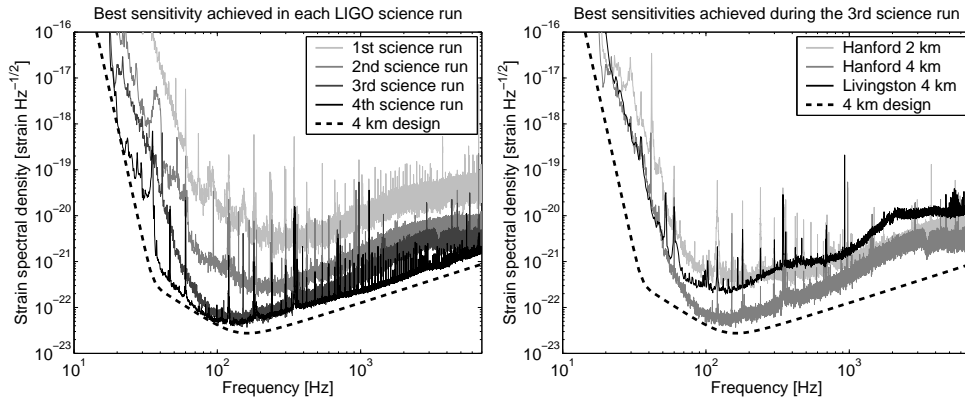 Best sensitivity achieved in each LIGO science run
Strain spectral density [strain Hz^−1/2]
10^−16
10^−17
10^−18
10^−19
10^−20
10^−21
10^−22
10^−23
1st science run
2nd science run
3rd science run
4th science run
4 km design
10^1
10^2
10^3
Frequency [Hz]
Best sensitivities achieved during the 3rd science run
Strain spectral density [strain Hz^−1/2]
10^−16
10^−17
10^−18
10^−19
10^−20
10^−21
10^−22
10^−23
Hanford 2 km
Hanford 4 km
Livingston 4 km
4 km design
10^1
10^2
10^3
Frequency [Hz]